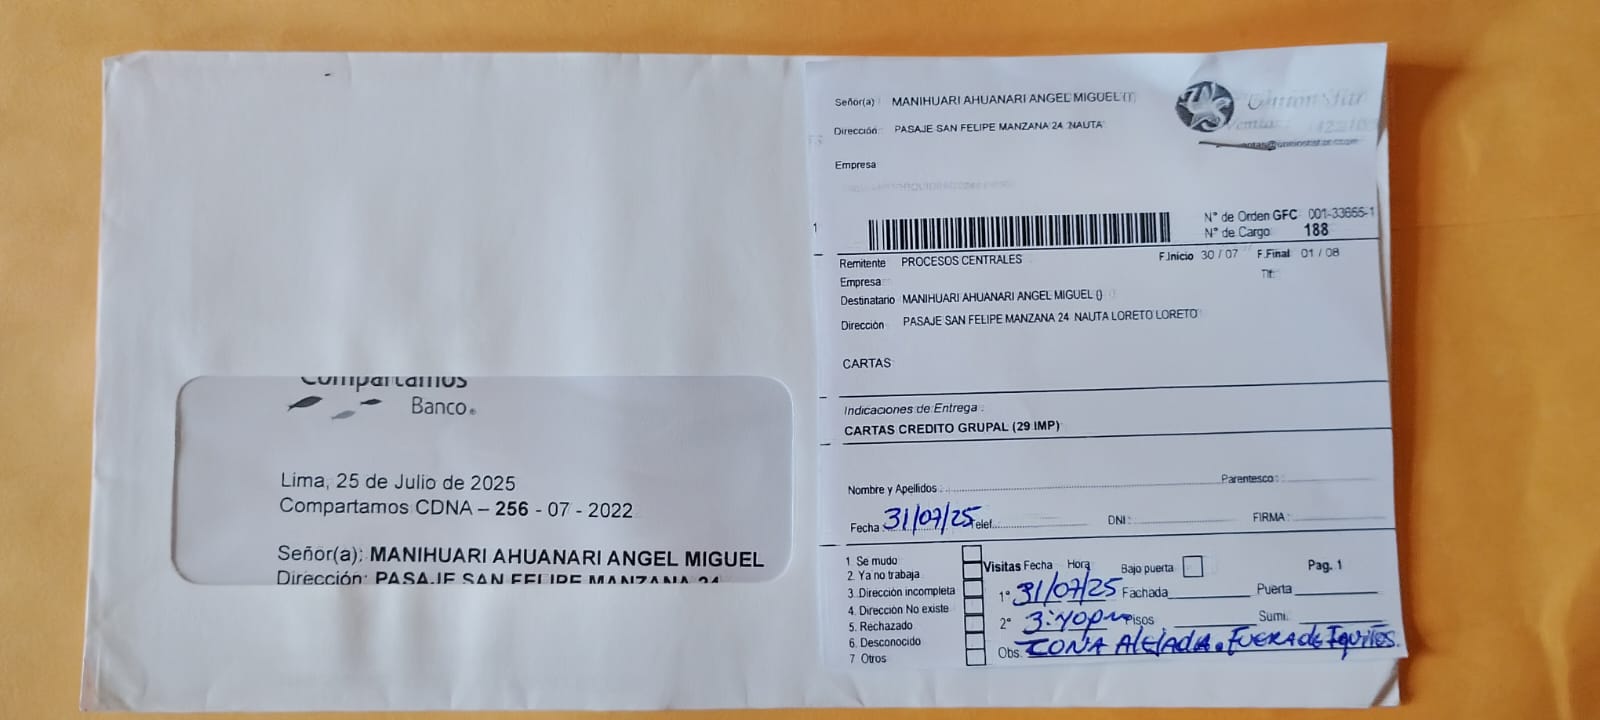 Compartamos
Banco
Lima, 25 de Julio de 2025
Compartamos CDNA – 256 - 07 - 2022
Señor(a): MANIHUARI AHUANARI ANGEL MIGUEL
Dirección: PASAJE SAN FELIPE MANZANA 24
Señor(a) MANIHUARI AHUANARI ANGEL MIGUEL ()
Dirección: PASAJE SAN FELIPE MANZANA 24 NAUTA
Empresa
N° de Orden GFC 001-33655-1
N° de Cargo 188
Remitente PROCESOS CENTRALES F.Inicio 30 / 07 F.Final 01 / 08
Empresa Tlf:
Destinatario MANIHUARI AHUANARI ANGEL MIGUEL ()
Dirección PASAJE SAN FELIPE MANZANA 24 NAUTA LORETO LORETO
CARTAS
Indicaciones de Entrega :
CARTAS CREDITO GRUPAL (29 IMP)
Nombre y Apellidos : Parentesco:
Fecha : 31/07/25 Telef. DNI: FIRMA:
1 Se mudo
2. Ya no trabaja
3. Dirección incompleta
4. Dirección No existe
5. Rechazado
6. Desconocido
7 Otros
Visitas Fecha Hora Bajo puerta Pag. 1
1° 31/07/25 Fachada Puerta
2° 3:40pm Pisos Sumi:
Obs. ZONA Alejada. Fuera de Iquitos.